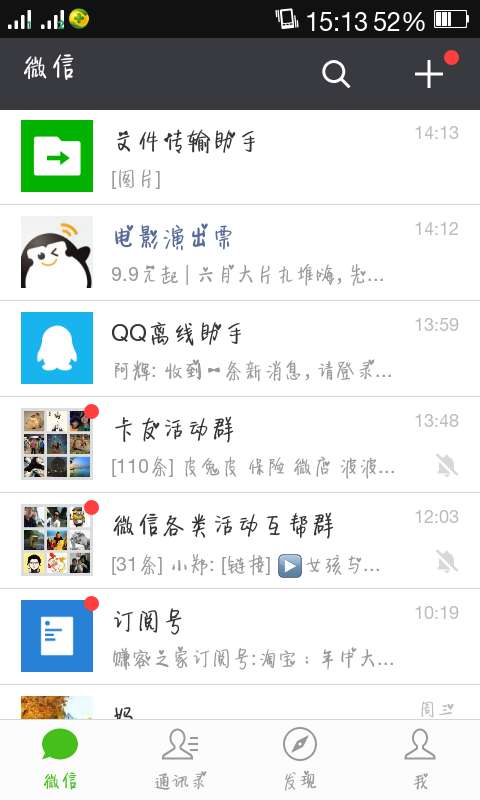 15:13 52%
微信
文件传输助手 14:13
[图片]
电影演出票 14:12
9.9元起 | 六月大片扎堆嗨, 先...
QQ离线助手 13:59
阿辉: 收到一条新消息, 请登录...
卡友活动群 13:48
[110条] 皮兔皮 保险 微店 波波...
微信各类活动互帮群 12:03
[31条] 小郑: [链接] ▶女孩与...
订阅号 10:19
赚客之家订阅号:淘宝：年中大...
周三
微信 通讯录 发现 我